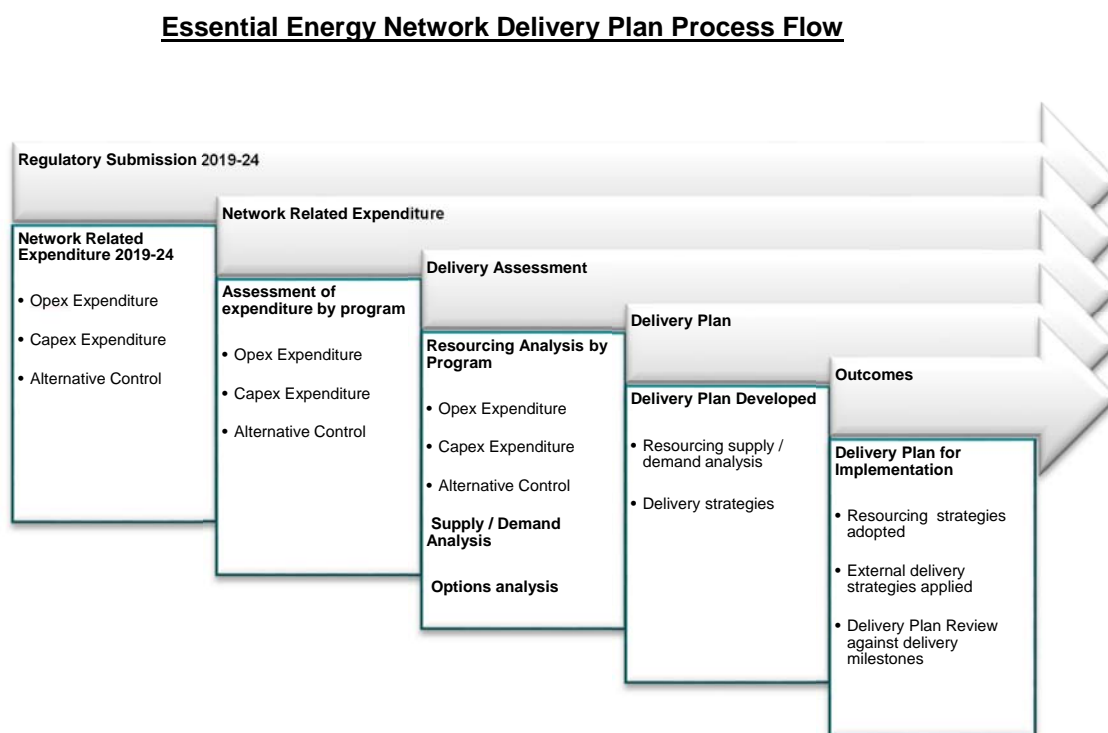 Essential Energy Network Delivery Plan Process Flow
Regulatory Submission 2019-24
Network Related
Expenditure 2019-24
• Opex Expenditure
• Capex Expenditure
• Alternative Control
Network Related Expenditure
Assessment of
expenditure by program
• Opex Expenditure
• Capex Expenditure
• Alternative Control
Delivery Assessment
Resourcing Analysis by
Program
• Opex Expenditure
• Capex Expenditure
• Alternative Control
Supply / Demand
Analysis
Options analysis
Delivery Plan
Delivery Plan Developed
• Resourcing supply /
demand analysis
• Delivery strategies
Outcomes
Delivery Plan for
Implementation
• Resourcing strategies
adopted
• External delivery
strategies applied
• Delivery Plan Review
against delivery
milestones